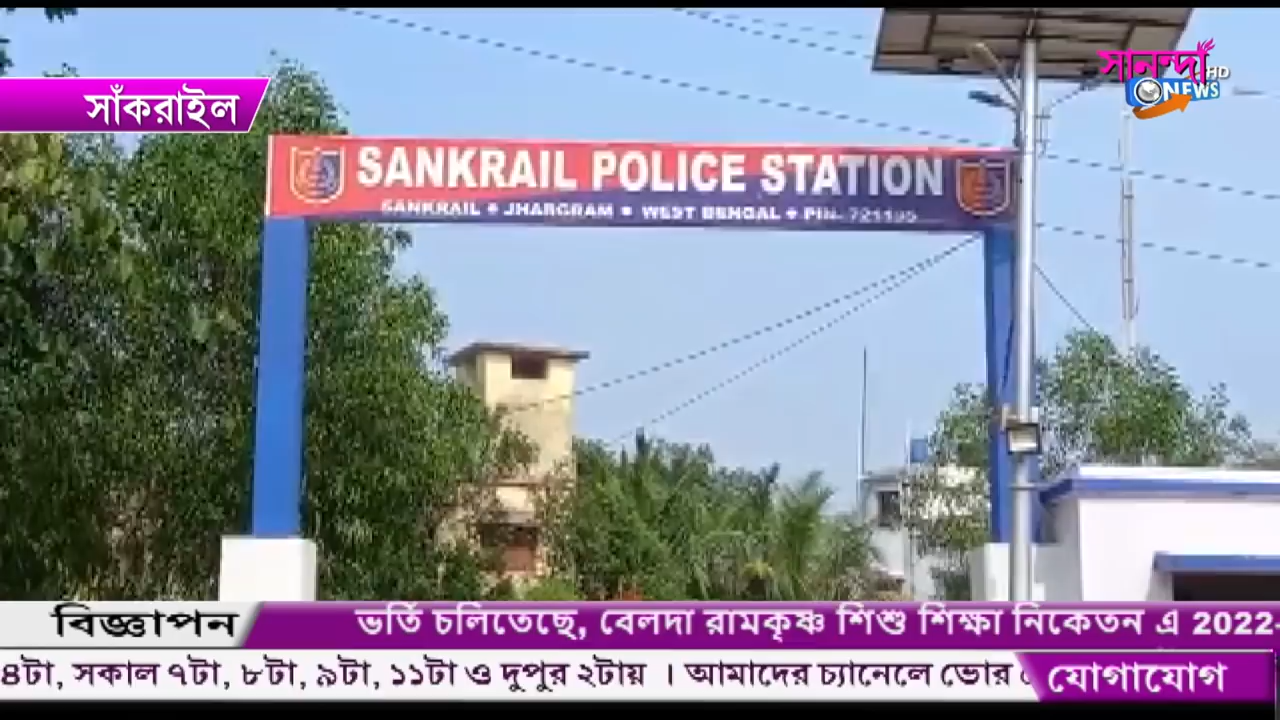 সাঁকরাইল
সানন্দা HD
NEWS
SANKRAIL POLICE STATION
SANKRAIL • JHARGRAM • WEST BENGAL • PIN- 721135
বিজ্ঞাপন
ভর্তি চলিতেছে, বেলদা রামকৃষ্ণ শিশু শিক্ষা নিকেতন এ 2022-
৪টা, সকাল ৭টা, ৮টা, ৯টা, ১১টা ও দুপুর ২টায় । আমাদের চ্যানেলে ভোর
যোগাযোগ